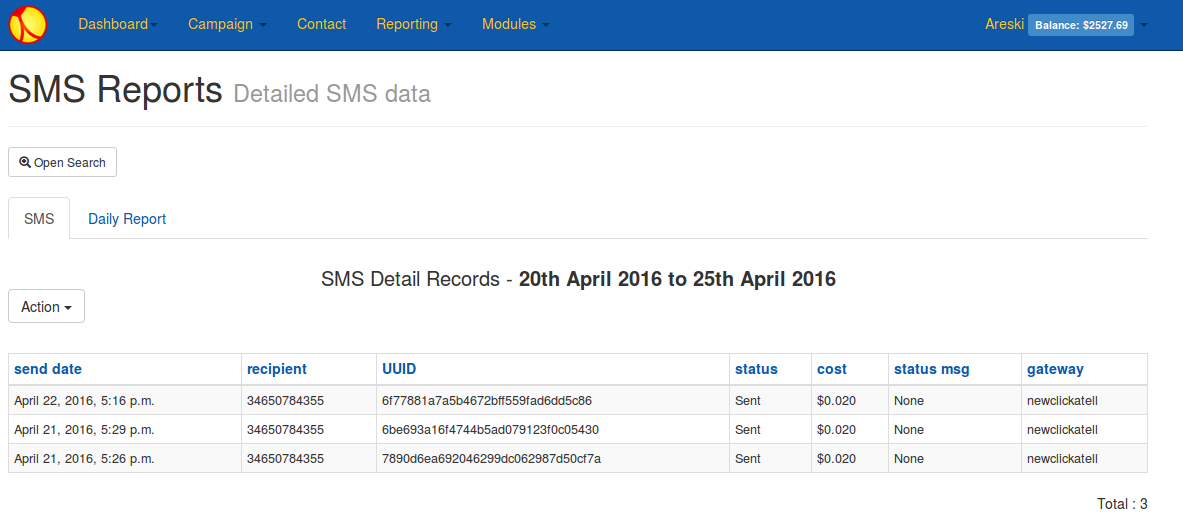 Dashboard Campaign Contact Reporting Modules Areski Balance: $2527.69
SMS Reports Detailed SMS data
Open Search
SMS Daily Report
SMS Detail Records - 20th April 2016 to 25th April 2016
Action
send date recipient UUID status cost status msg gateway
April 22, 2016, 5:16 p.m. 34650784355 6f77881a7a5b4672bff559fad6dd5c86 Sent $0.020 None newclickatell
April 21, 2016, 5:29 p.m. 34650784355 6be693a16f4744b5ad079123f0c05430 Sent $0.020 None newclickatell
April 21, 2016, 5:26 p.m. 34650784355 7890d6ea692046299dc062987d50cf7a Sent $0.020 None newclickatell
Total : 3